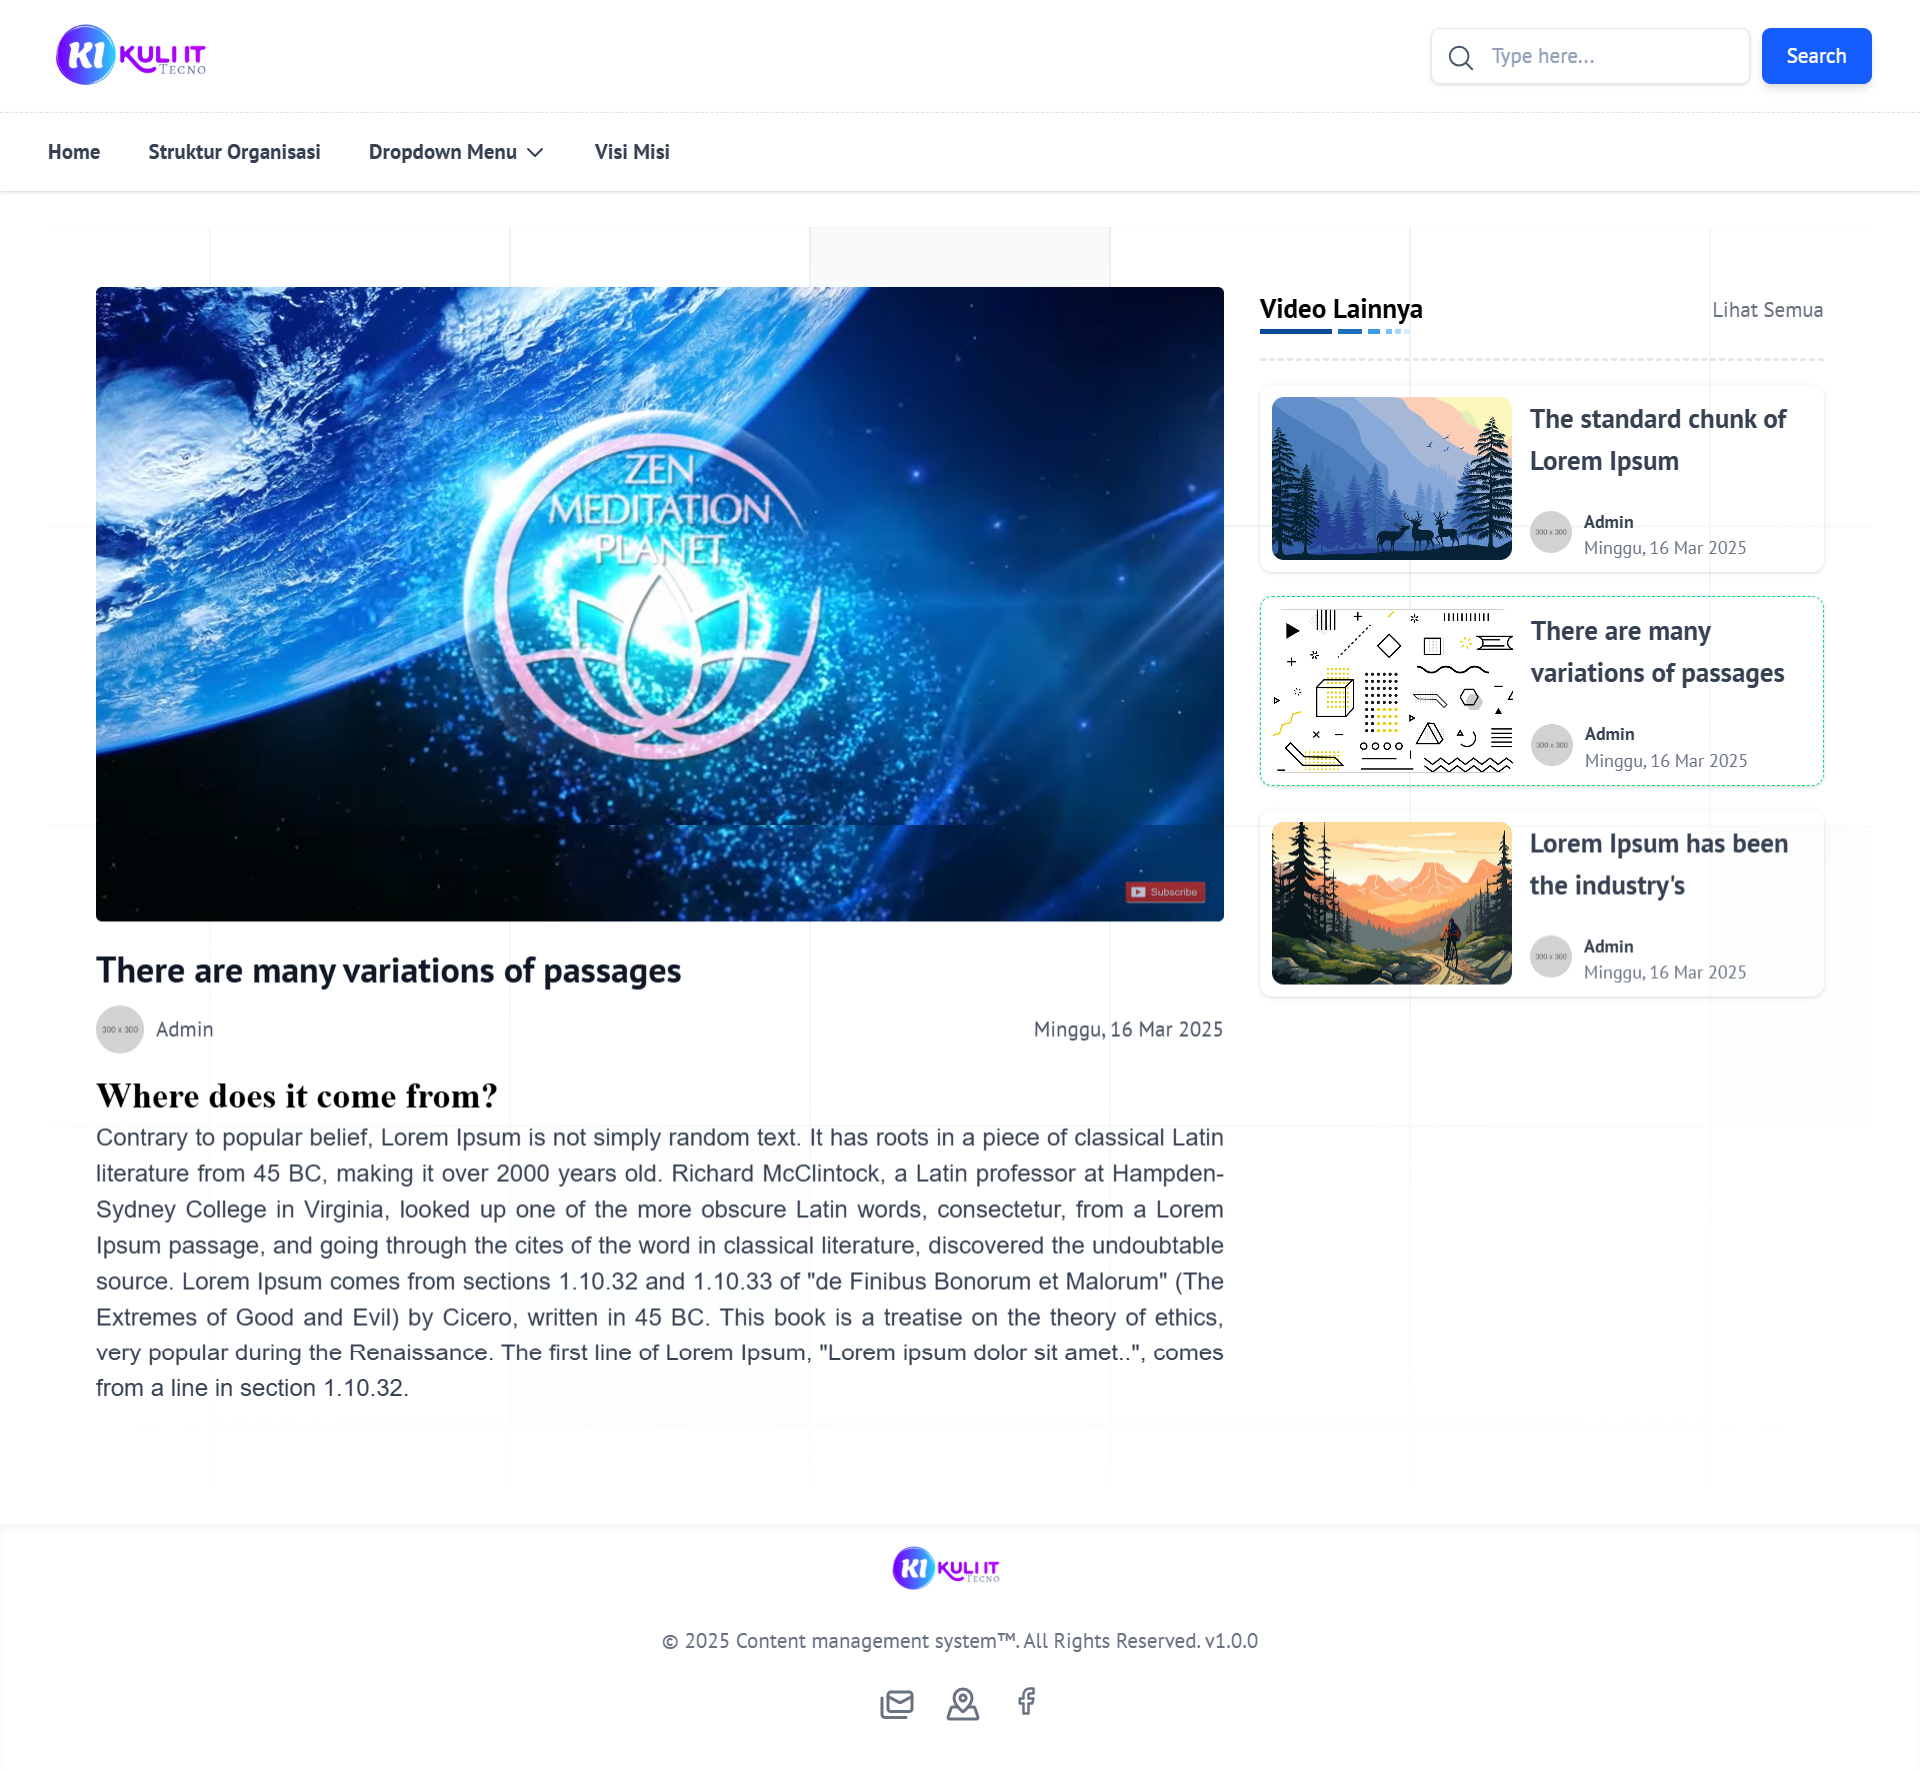 KI KULI IT
TECNO
Type here...
Search
Home
Struktur Organisasi
Dropdown Menu
Visi Misi
ZEN
MEDITATION
PLANET
Subscribe
There are many variations of passages
300 x 300
Admin
Minggu, 16 Mar 2025
Where does it come from?
Contrary to popular belief, Lorem Ipsum is not simply random text. It has roots in a piece of classical Latin
literature from 45 BC, making it over 2000 years old. Richard McClintock, a Latin professor at Hampden-
Sydney College in Virginia, looked up one of the more obscure Latin words, consectetur, from a Lorem
Ipsum passage, and going through the cites of the word in classical literature, discovered the undoubtable
source. Lorem Ipsum comes from sections 1.10.32 and 1.10.33 of "de Finibus Bonorum et Malorum" (The
Extremes of Good and Evil) by Cicero, written in 45 BC. This book is a treatise on the theory of ethics,
very popular during the Renaissance. The first line of Lorem Ipsum, "Lorem ipsum dolor sit amet..", comes
from a line in section 1.10.32.
Video Lainnya
Lihat Semua
The standard chunk of
Lorem Ipsum
300 x 300
Admin
Minggu, 16 Mar 2025
There are many
variations of passages
300 x 300
Admin
Minggu, 16 Mar 2025
Lorem Ipsum has been
the industry's
300 x 300
Admin
Minggu, 16 Mar 2025
KI KULI IT
TECNO
© 2025 Content management system™. All Rights Reserved. v1.0.0